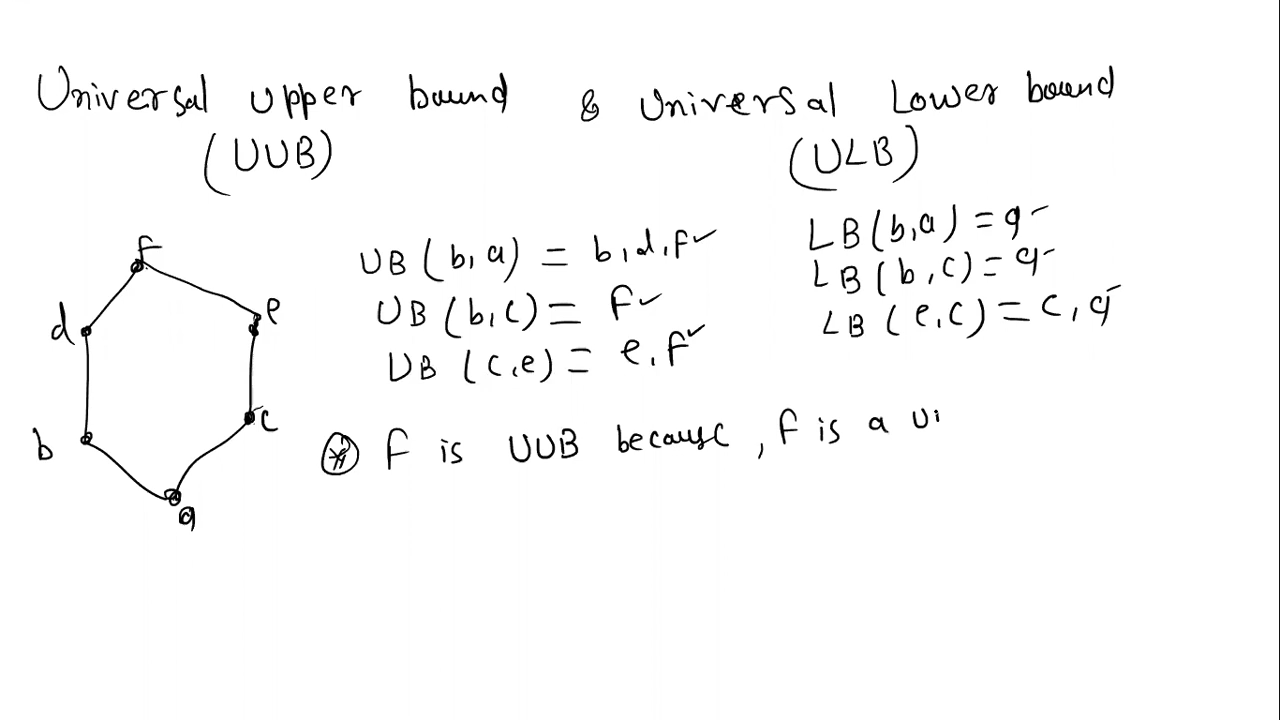 Universal upper bound & Universal Lower bound
(UUB) (ULB)
UB (b, a) = b, d, f ✓
UB (b, c) = f ✓
UB (c, e) = e, f ✓
LB (b, a) = a
LB (b, c) = a
LB (e, c) = c, a
f
d
e
b
c
a
f is UUB because, f is a